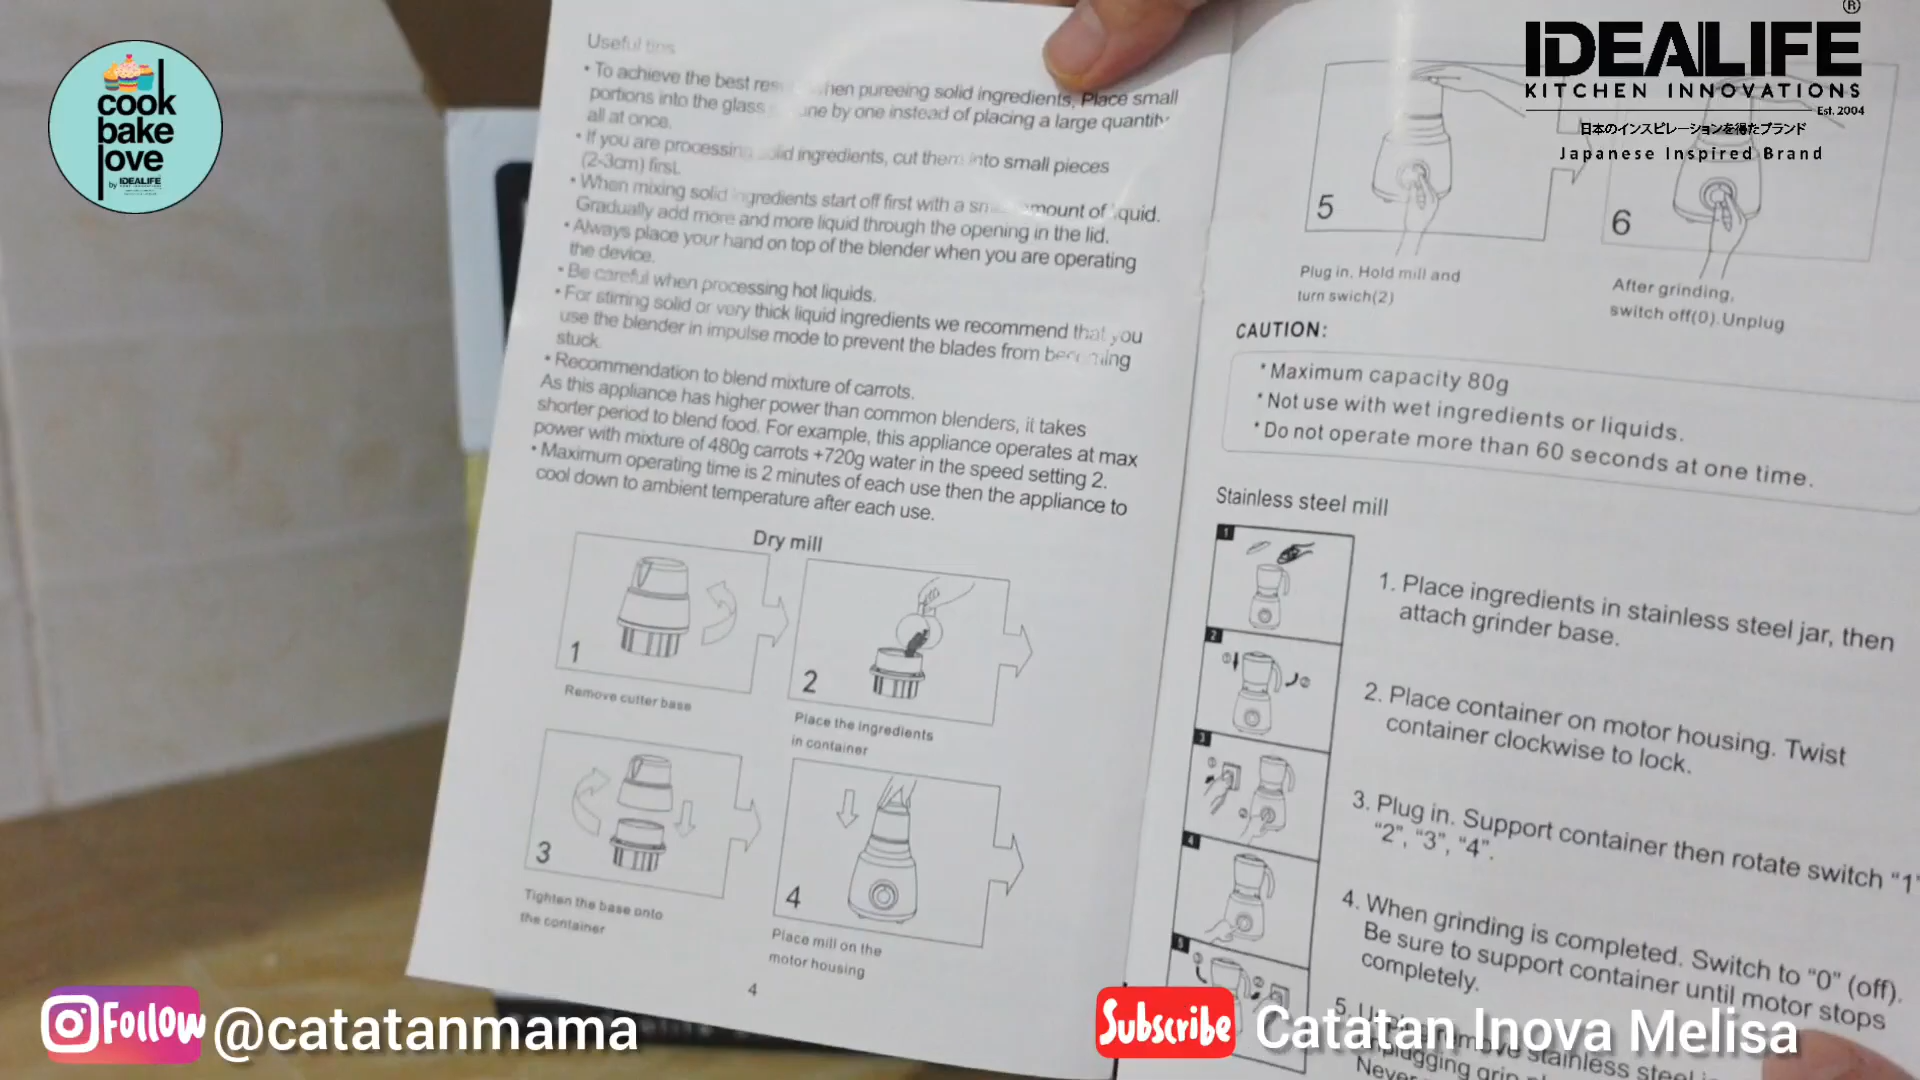 cook
bake
love
by IDEALIFE
IDEALIFE
®
KITCHEN INNOVATIONS
Est. 2004
日本のインスピレーションを得たブランド
Japanese Inspired Brand
Useful tips
• To achieve the best hen pureeing solid ingredients, Place small
portions into the glass one by one instead of placing a large quantity
all at once.
• If you are processing solid ingredients, cut them into small pieces
(2-3cm) first.
• When mixing solid ingredients start off first with a small amount of liquid.
Gradually add more and more liquid through the opening in the lid.
• Always place your hand on top of the blender when you are operating
the device.
• Be careful when processing hot liquids.
• For stirring solid or very thick liquid ingredients we recommend that you
use the blender in impulse mode to prevent the blades from becoming
stuck.
• Recommendation to blend mixture of carrots.
As this appliance has higher power than common blenders, it takes
shorter period to blend food. For example, this appliance operates at max
power with mixture of 480g carrots +720g water in the speed setting 2.
• Maximum operating time is 2 minutes of each use then the appliance to
cool down to ambient temperature after each use.
Dry mill
1
Remove cutter base
2
Place the ingredients
in container
3
Tighten the base onto
the container
4
Place mill on the
motor housing
4
5
Plug in. Hold mill and
turn swich(2)
6
After grinding,
switch off(0).Unplug
CAUTION:
* Maximum capacity 80g
* Not use with wet ingredients or liquids.
* Do not operate more than 60 seconds at one time.
Stainless steel mill
1
2
3
4
5
1. Place ingredients in stainless steel jar, then
attach grinder base.
2. Place container on motor housing. Twist
container clockwise to lock.
3. Plug in. Support container then rotate switch “1”
“2”, “3”, “4”.
4. When grinding is completed. Switch to “0” (off).
Be sure to support container until motor stops
completely.
5. stainless steel
Never
Follow @catatanmama
Subscribe Catatan Inova Melisa